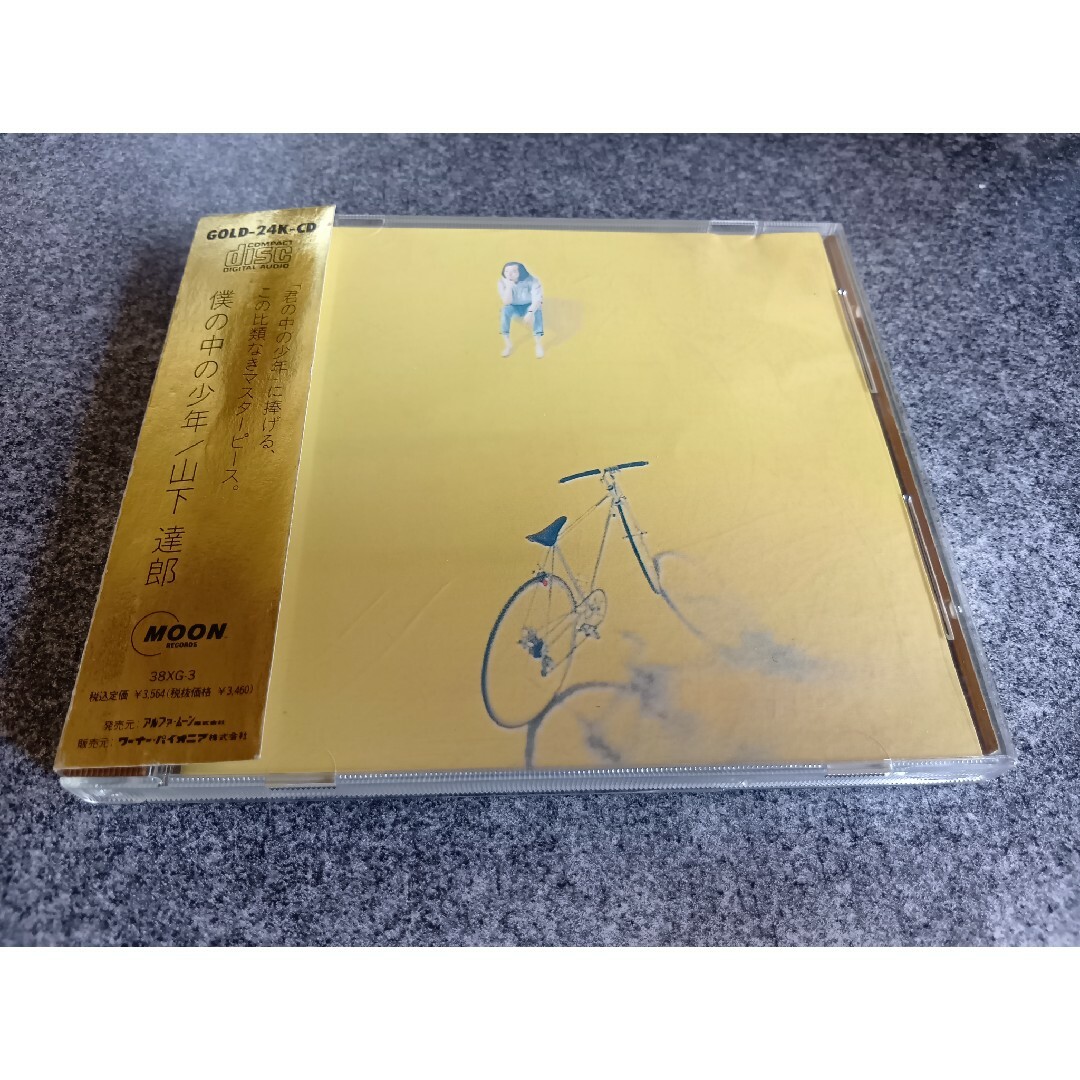 GOLD-24K-CD
COMPACT
disc
DIGITAL AUDIO
「君の中の少年」に捧げる、
この比類なきマスターピース。
僕の中の少年/山下 達郎
MOON
RECORDS
38XG-3
税込定価 ¥3,564(税抜価格 ¥3,460)
発売元:アルファ・ムーン株式会社
販売元:ワーナー・パイオニア株式会社